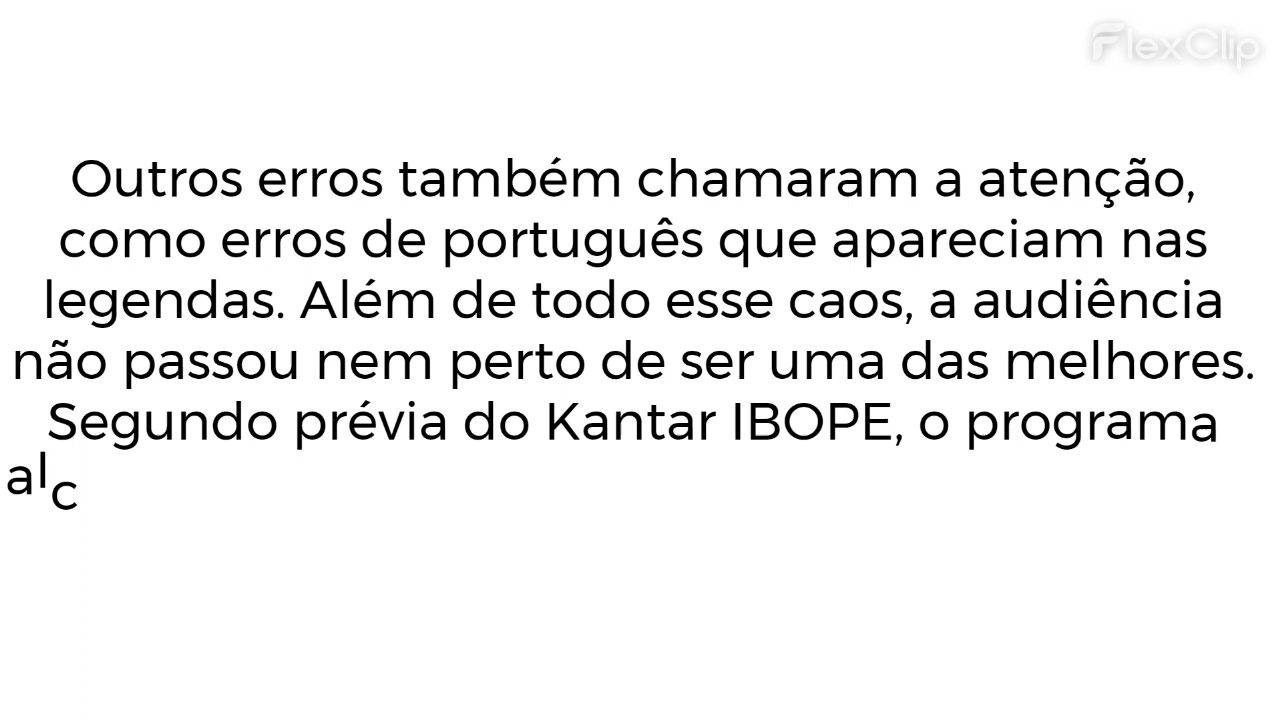 FlexClip
Outros erros também chamaram a atenção,
como erros de português que apareciam nas
legendas. Além de todo esse caos, a audiência
não passou nem perto de ser uma das melhores.
Segundo prévia do Kantar IBOPE, o programa
alc